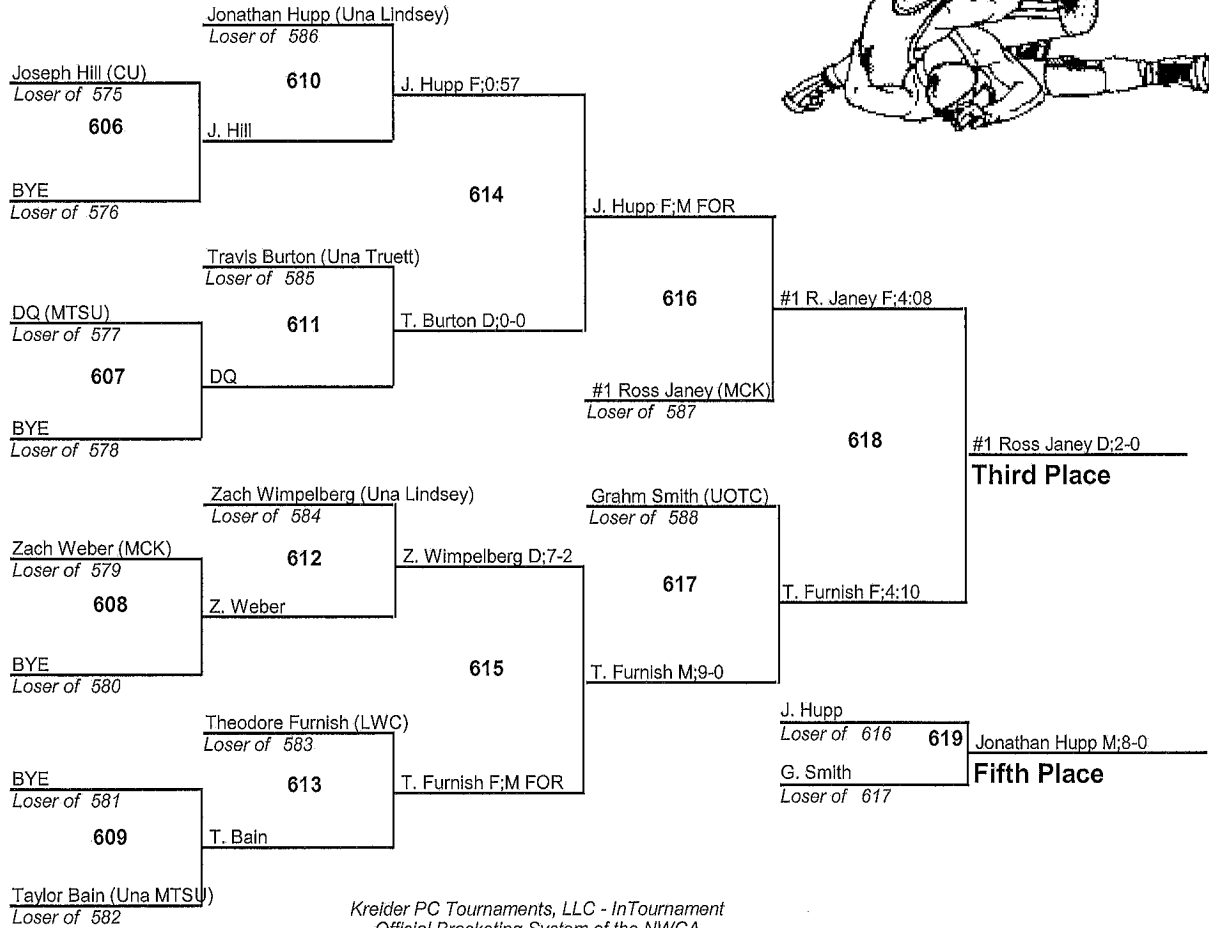 Jonathan Hupp (Una Lindsey)
Loser of 586
610
Joseph Hill (CU)
Loser of 575
606
J. Hill
BYE
Loser of 576
J. Hupp F;0:57
614
Travis Burton (Una Truett)
Loser of 585
611
DQ (MTSU)
Loser of 577
607
DQ
BYE
Loser of 578
T. Burton D;0-0
J. Hupp F;M FOR
616
#1 Ross Janey (MCK)
Loser of 587
#1 R. Janey F;4:08
618
#1 Ross Janey D;2-0
Third Place
Zach Wimpelberg (Una Lindsey)
Loser of 584
612
Zach Weber (MCK)
Loser of 579
608
Z. Weber
BYE
Loser of 580
Z. Wimpelberg D;7-2
615
Theodore Furnish (LWC)
Loser of 583
613
BYE
Loser of 581
609
T. Bain
Taylor Bain (Una MTSU)
Loser of 582
T. Furnish F;M FOR
Grahm Smith (UOTC)
Loser of 588
617
T. Furnish M;9-0
T. Furnish F;4:10
J. Hupp
Loser of 616
619
G. Smith
Loser of 617
Jonathan Hupp M;8-0
Fifth Place
Kreider PC Tournaments, LLC - InTournament
Official Bracketing System of the NWCA